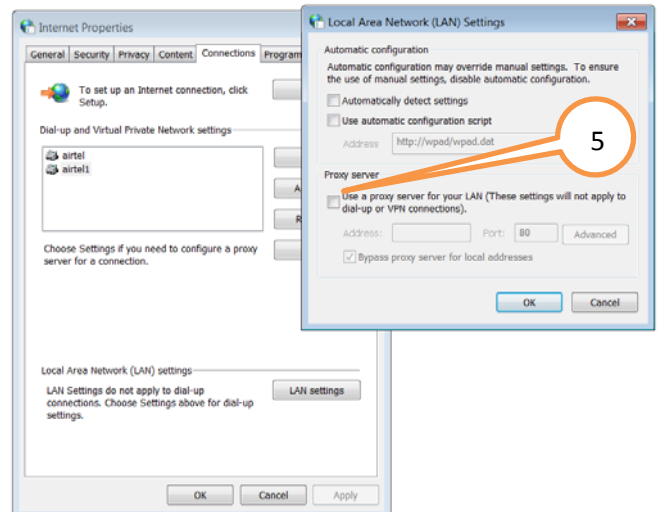 Internet Properties
General Security Privacy Content Connections Program
To set up an Internet connection, click
Setup.
Dial-up and Virtual Private Network settings
airtel
airtel1
A
R
Choose Settings if you need to configure a proxy
server for a connection.
Local Area Network (LAN) settings
LAN Settings do not apply to dial-up
connections. Choose Settings above for dial-up
settings.
LAN settings
OK Cancel Apply
Local Area Network (LAN) Settings
Automatic configuration
Automatic configuration may override manual settings. To ensure
the use of manual settings, disable automatic configuration.
Automatically detect settings
Use automatic configuration script
Address http://wpad/wpad.dat
5
Proxy server
Use a proxy server for your LAN (These settings will not apply to
dial-up or VPN connections).
Address: Port: 80 Advanced
Bypass proxy server for local addresses
OK Cancel